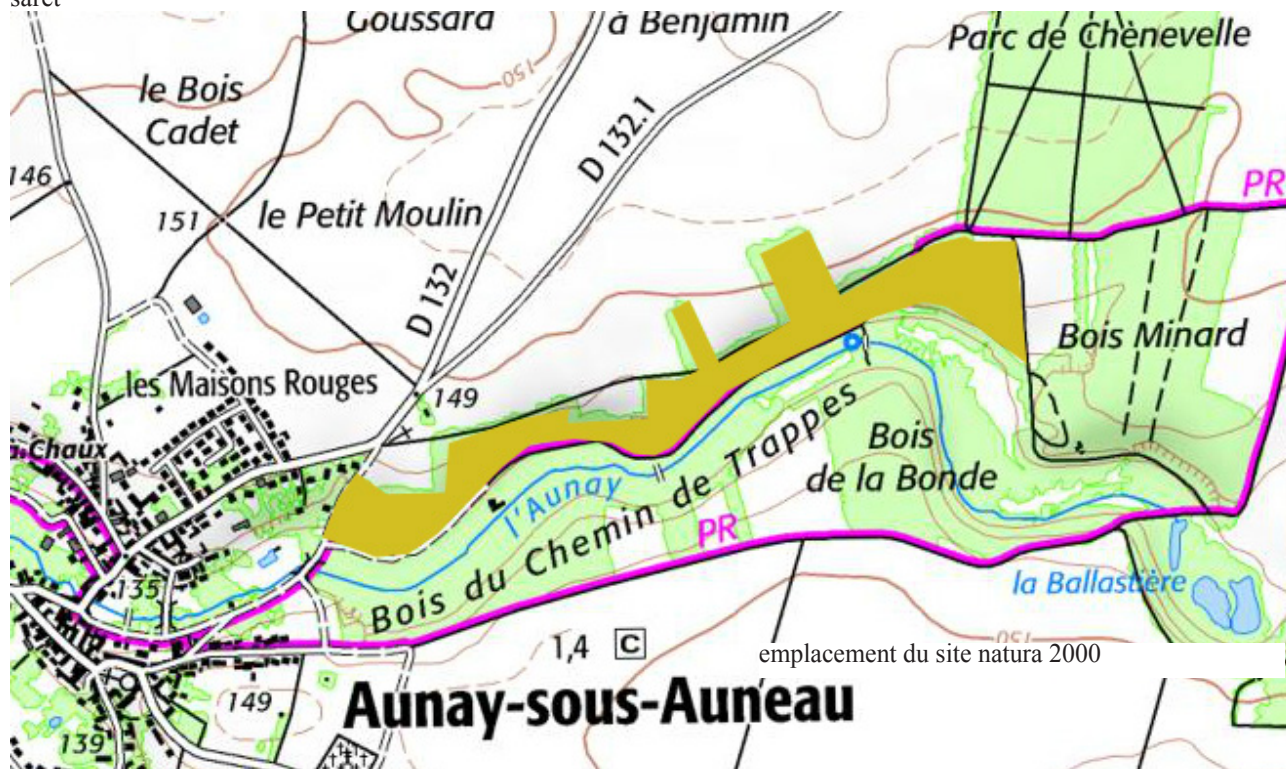 saret
Goussard
à Benjamin
Parc de Chènevelle
150
le Bois
Cadet
D 132.1
146
151
le Petit Moulin
PR
D 132
Bois Minard
les Maisons Rouges
149
Chaux
l'Aunay
Bois du Chemin de Trappes
Bois
de la Bonde
PR
135
la Ballastière
1,4 C
150
emplacement du site natura 2000
149
Aunay-sous-Auneau
139